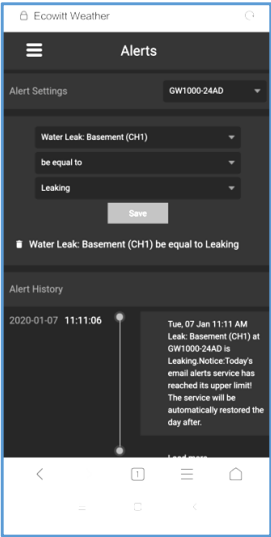 Ecowitt Weather
Alerts
Alert Settings
GW1000-24AD
Water Leak: Basement (CH1)
be equal to
Leaking
Save
Water Leak: Basement (CH1) be equal to Leaking
Alert History
2020-01-07 11:11:06
Tue, 07 Jan 11:11 AM
Leak: Basement (CH1) at
GW1000-24AD is
Leaking.Notice:Today's
email alerts service has
reached its upper limit!
The service will be
automatically restored the
day after.
Load more
1